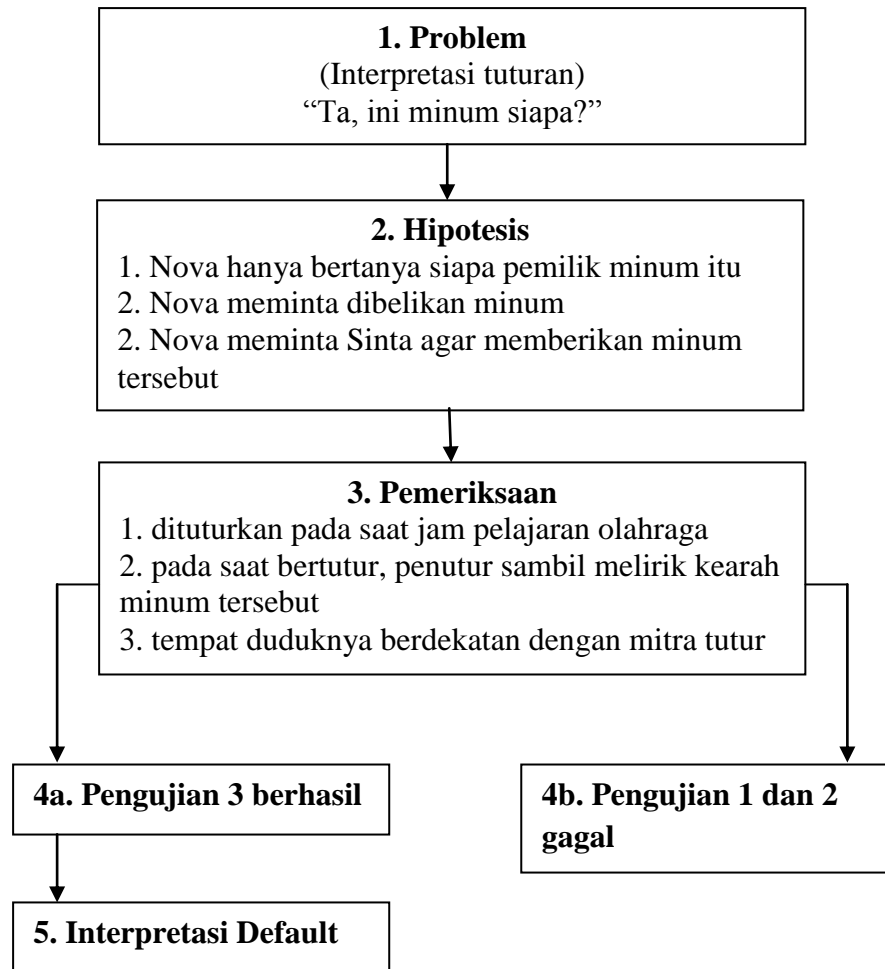 1. Problem
(Interpretasi tuturan)
“Ta, ini minum siapa?”
2. Hipotesis
1. Nova hanya bertanya siapa pemilik minum itu
2. Nova meminta dibelikan minum
2. Nova meminta Sinta agar memberikan minum
tersebut
3. Pemeriksaan
1. dituturkan pada saat jam pelajaran olahraga
2. pada saat bertutur, penutur sambil melirik kearah
minum tersebut
3. tempat duduknya berdekatan dengan mitra tutur
4a. Pengujian 3 berhasil
4b. Pengujian 1 dan 2
gagal
5. Interpretasi Default